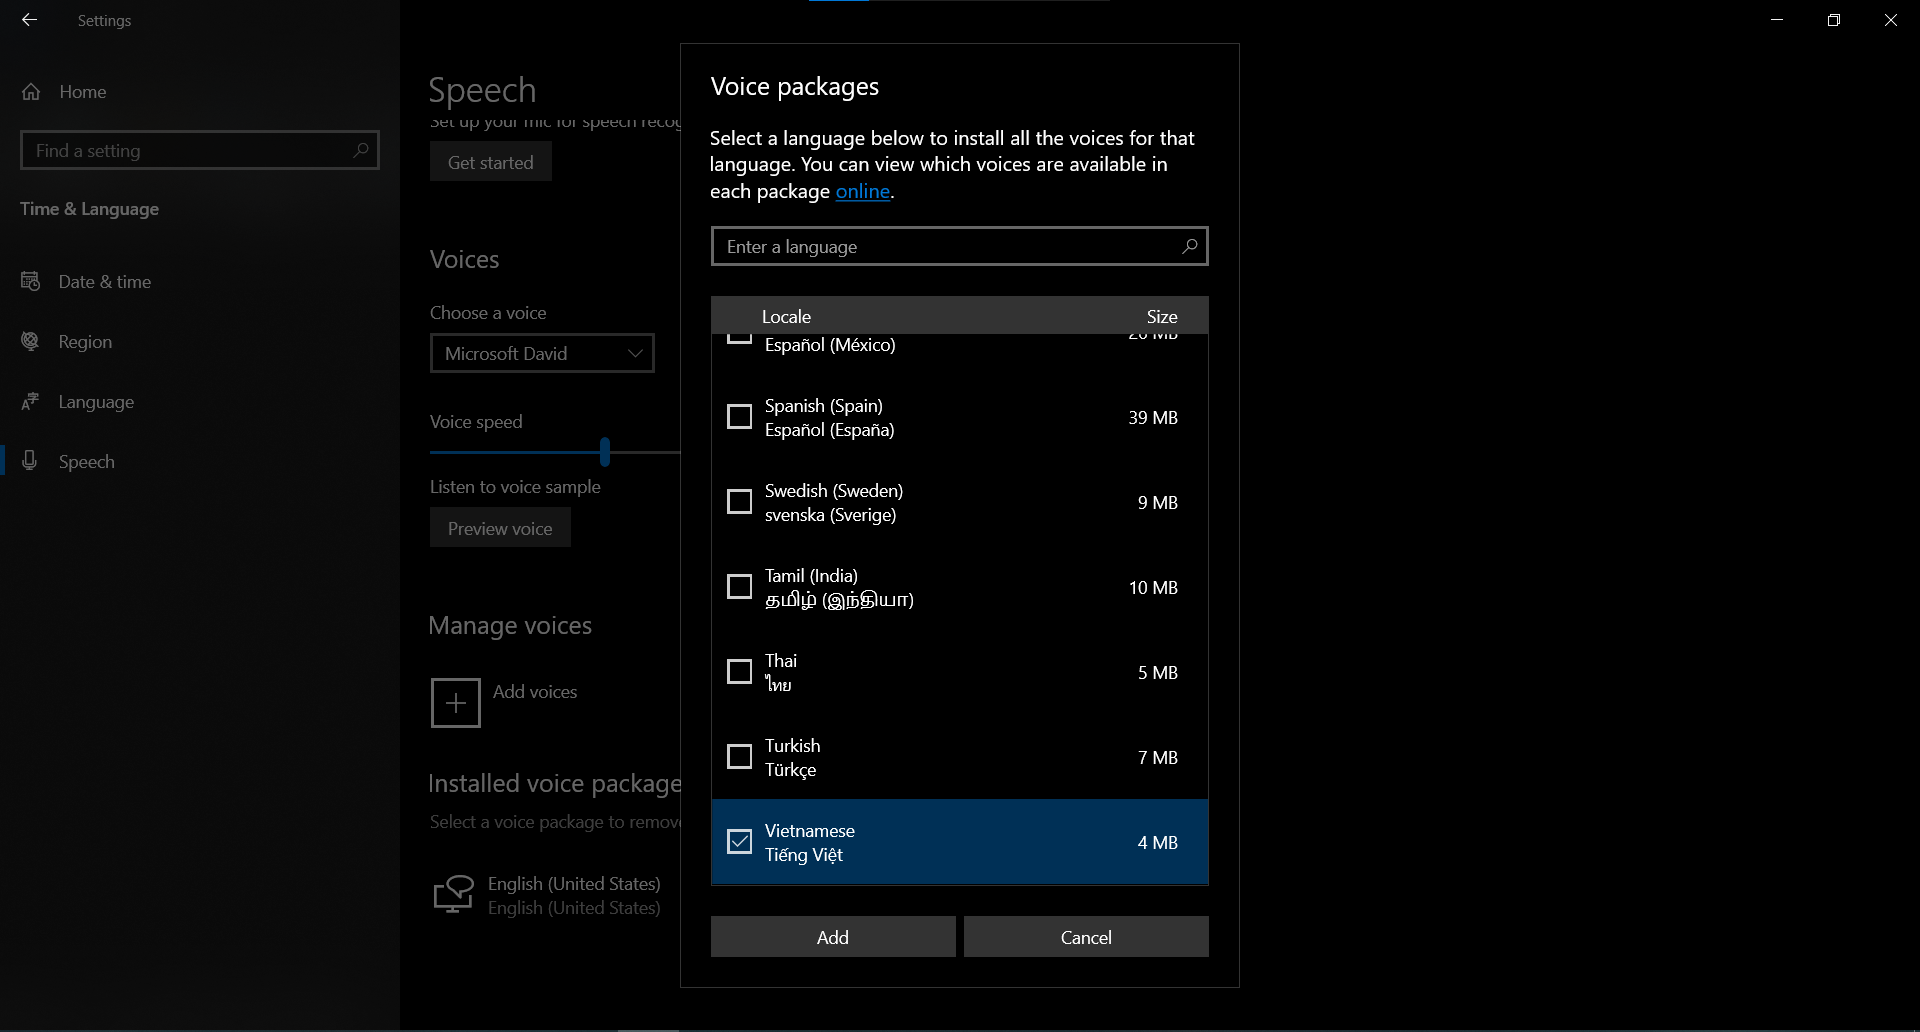 Settings
Home
Find a setting
Time & Language
Date & time
Region
Language
Speech
Speech
Set up your mic for speech recog
Get started
Voices
Choose a voice
Microsoft David
Voice speed
Listen to voice sample
Preview voice
Manage voices
Add voices
Installed voice package
Select a voice package to remove
English (United States)
English (United States)
Voice packages
Select a language below to install all the voices for that
language. You can view which voices are available in
each package online.
Enter a language
Locale Size
Español (México)
Spanish (Spain) 39 MB
Español (España)
Swedish (Sweden) 9 MB
svenska (Sverige)
Tamil (India) 10 MB
தமிழ் (இந்தியா)
Thai 5 MB
ไทย
Turkish 7 MB
Türkçe
Vietnamese 4 MB
Tiếng Việt
Add Cancel